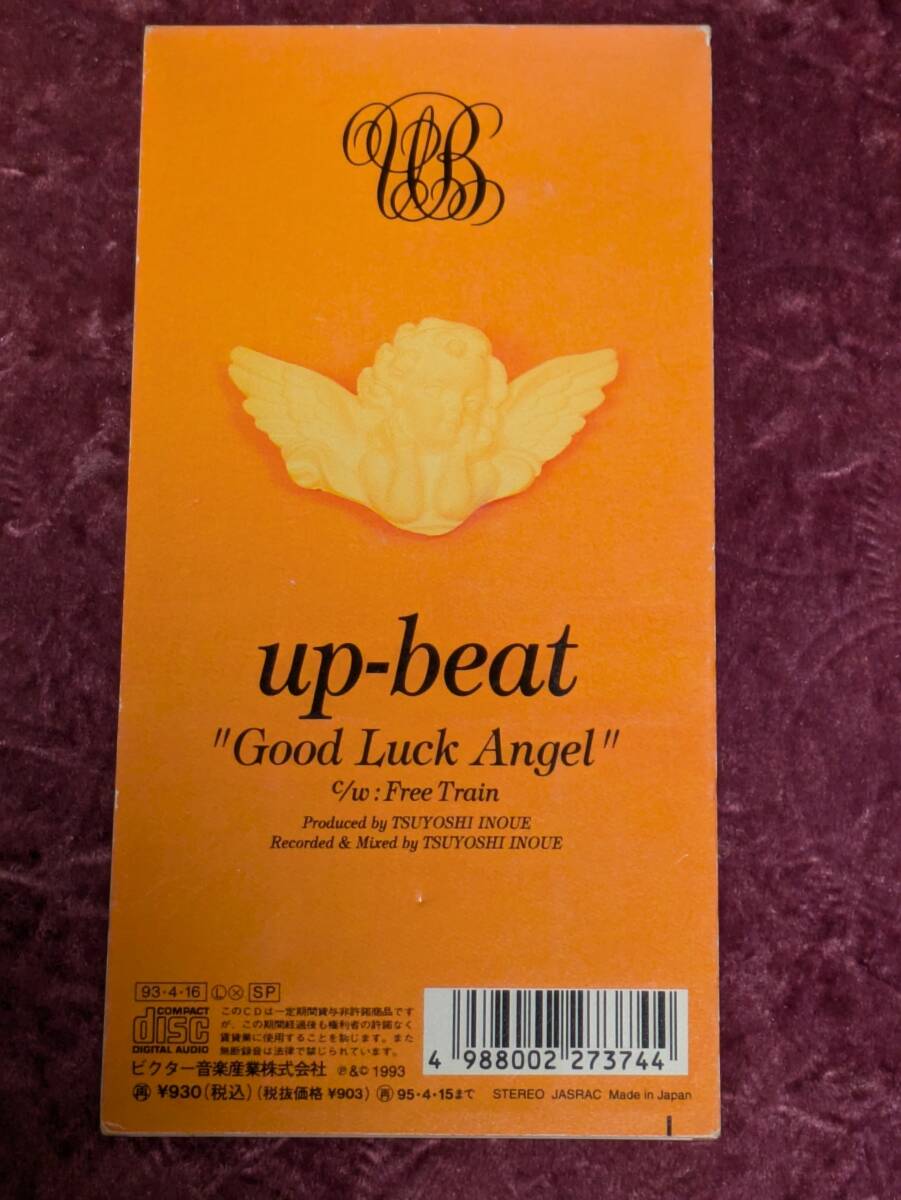 UB
up-beat
"Good Luck Angel"
c/w : Free Train
Produced by TSUYOSHI INOUE
Recorded & Mixed by TSUYOSHI INOUE
93・4・16 Ⓛ Ⓧ SP
COMPACT
disc
DIGITAL AUDIO
このCDは一定期間貸与非許諾商品です
が、この期間経過後も権利者の許諾なく
賃貸業に使用することを禁じます。また
無断録音は法律で禁じられています。
4 988002 273744
ビクター音楽産業株式会社 ℗&© 1993
再 ¥930(税込) (税抜価格 ¥903) 再 95・4・15まで STEREO JASRAC Made in Japan